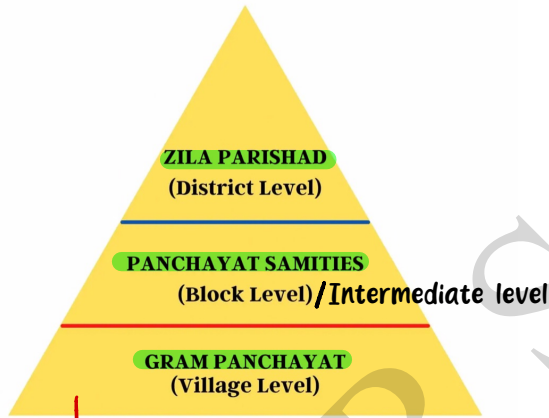 ZILA PARISHAD
(District Level)
PANCHAYAT SAMITIES
(Block Level)/Intermediate level
GRAM PANCHAYAT
(Village Level)